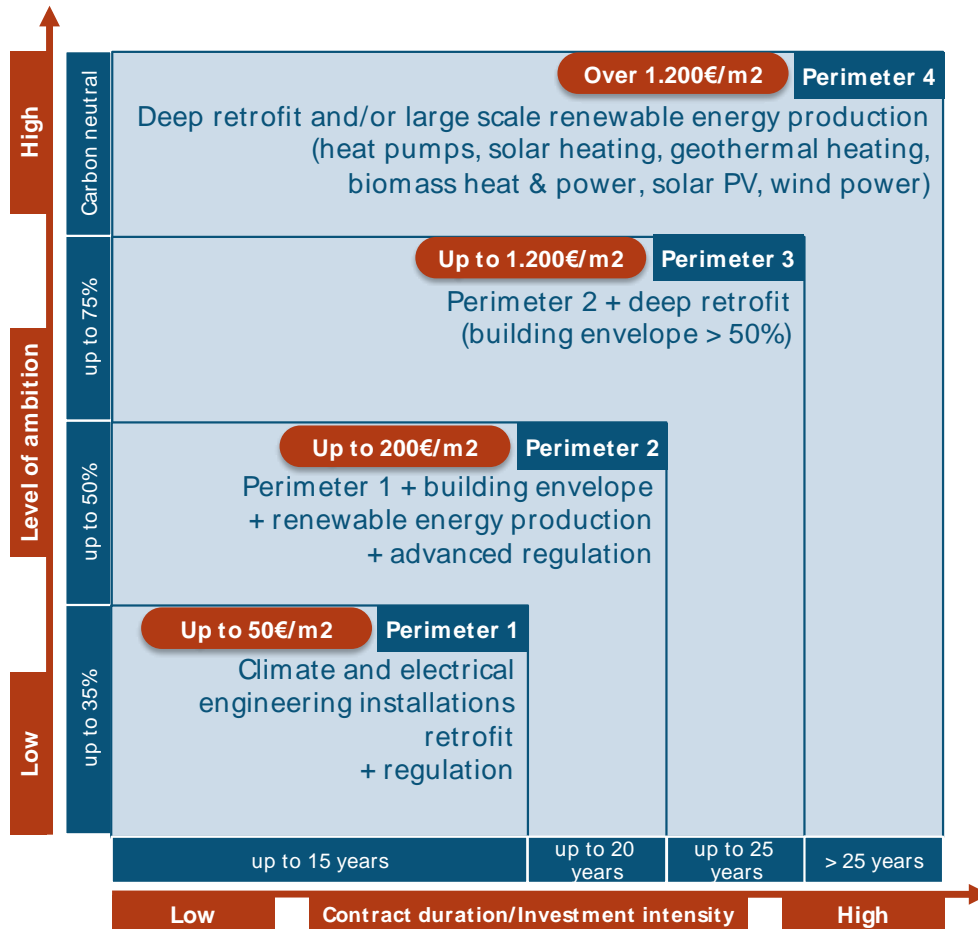 High
Level of ambition
Low
Carbon neutral
up to 75%
up to 50%
up to 35%
Over 1.200€/m2
Perimeter 4
Deep retrofit and/or large scale renewable energy production
(heat pumps, solar heating, geothermal heating,
biomass heat & power, solar PV, wind power)
Up to 1.200€/m2
Perimeter 3
Perimeter 2 + deep retrofit
(building envelope > 50%)
Up to 200€/m2
Perimeter 2
Perimeter 1 + building envelope
+ renewable energy production
+ advanced regulation
Up to 50€/m2
Perimeter 1
Climate and electrical
engineering installations
retrofit
+ regulation
up to 15 years
up to 20
years
up to 25
years
> 25 years
Low
Contract duration/Investment intensity
High